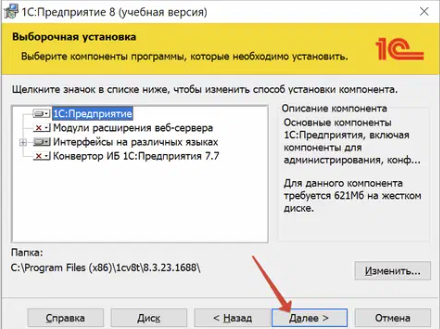 1С:Предприятие 8 (учебная версия)
Выборочная установка
Выберите компоненты программы, которые необходимо установить.
1С
Щелкните значок в списке ниже, чтобы изменить способ установки компонента.
1С:Предприятие
Модули расширения веб-сервера
Интерфейсы на различных языках
Конвертор ИБ 1С:Предприятия 7.7
Описание компонента
Основные компоненты
1С:Предприятия, включая
компоненты для
администрирования, конф...
Для данного компонента
требуется 621Мб на жестком
диске.
Папка:
C:\Program Files (x86)\1cv8t\8.3.23.1688\
Изменить...
Справка
Диск
< Назад
Далее >
Отмена